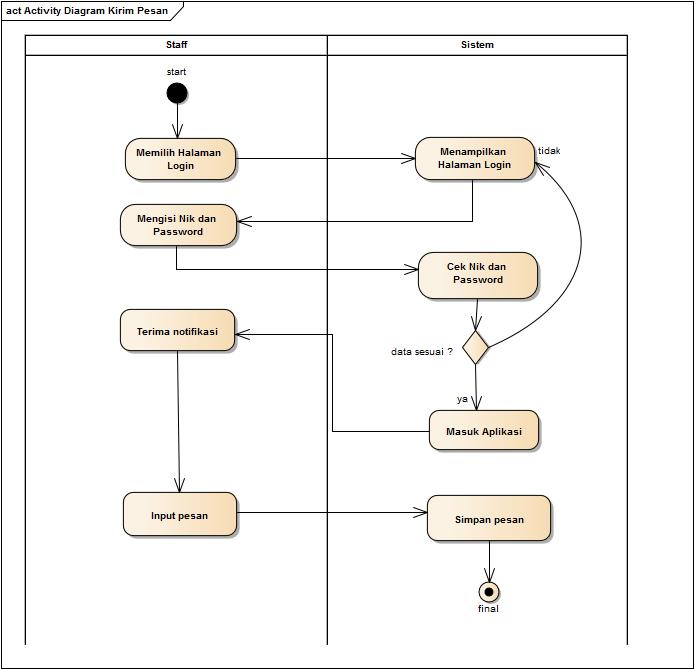 act Activity Diagram Kirim Pesan
Staff
Sistem
start
Memilih Halaman
Login
Menampilkan
Halaman Login
tidak
Mengisi Nik dan
Password
Cek Nik dan
Password
Terima notifikasi
data sesuai ?
ya
Masuk Aplikasi
Input pesan
Simpan pesan
final